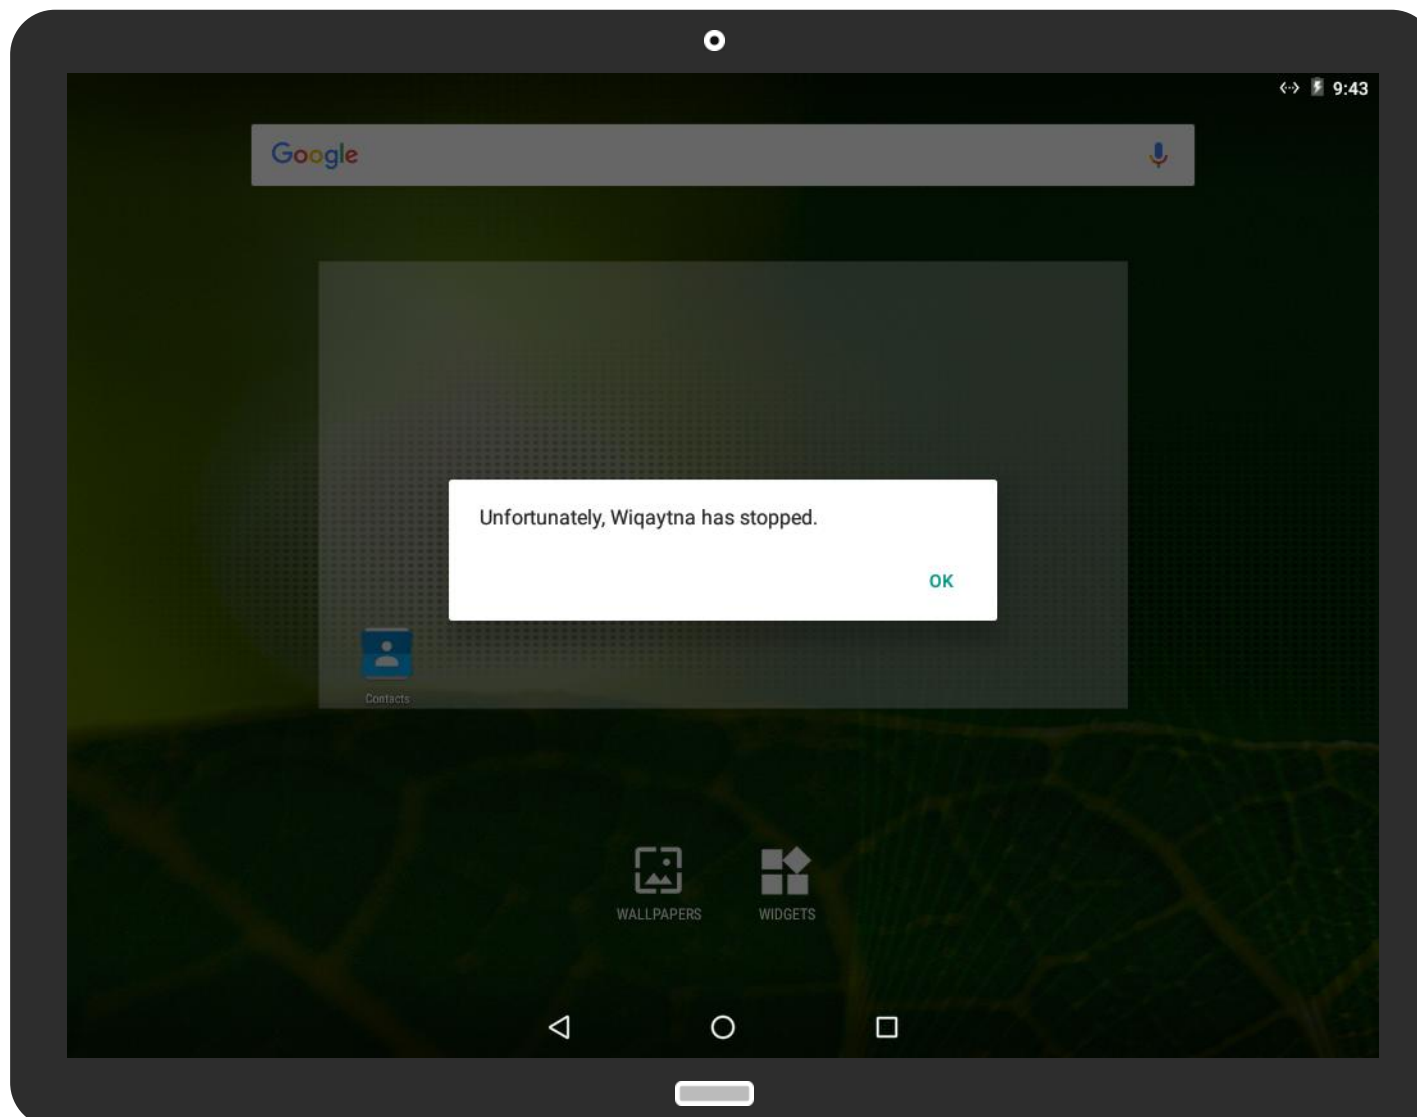 9:43
Google
Unfortunately, Wiqaytna has stopped.
OK
Contacts
WALLPAPERS
WIDGETS